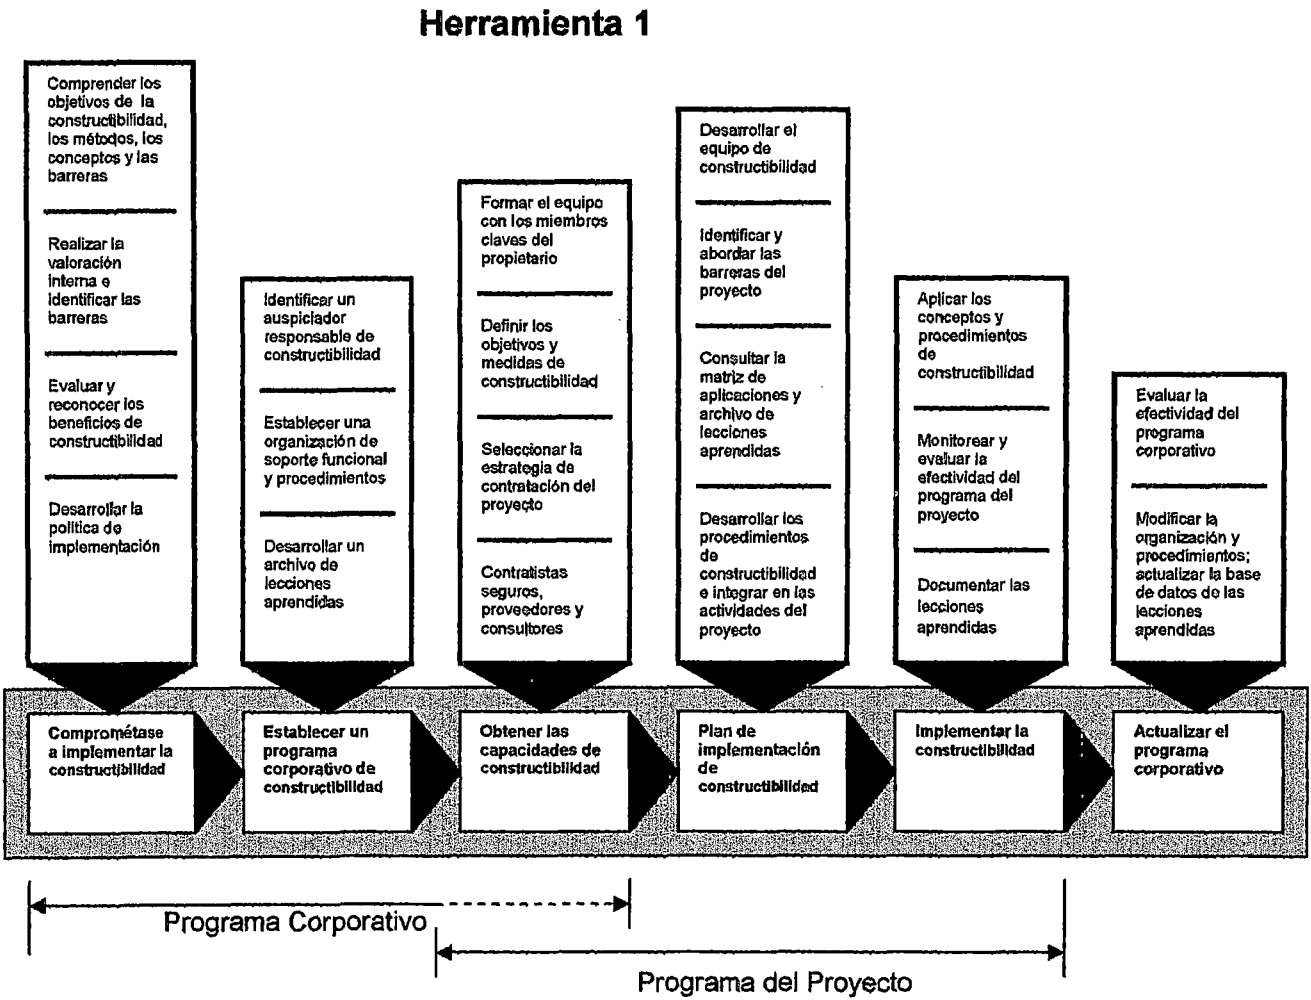 Herramienta 1
Comprender los
objetivos de la
constructibilidad,
los métodos, los
conceptos y las
barreras
Realizar la
valoración
interna e
identificar las
barreras
Evaluar y
reconocer los
beneficios de
constructibilidad
Desarrollar la
política de
implementación
Identificar un
auspiciador
responsable de
constructibilidad
Establecer una
organización de
soporte funcional
y procedimientos
Desarrollar un
archivo de
lecciones
aprendidas
Formar el equipo
con los miembros
claves del
propietario
Definir los
objetivos y
medidas de
constructibilidad
Seleccionar la
estrategia de
contratación del
proyecto
Contratistas
seguros,
proveedores y
consultores
Desarrollar el
equipo de
constructibilidad
Identificar y
abordar las
barreras del
proyecto
Consultar la
matriz de
aplicaciones y
archivo de
lecciones
aprendidas
Desarrollar los
procedimientos
de
constructibilidad
e integrar en las
actividades del
proyecto
Aplicar los
conceptos y
procedimientos
de
constructibilidad
Monitorear y
evaluar la
efectividad del
programa del
proyecto
Documentar las
lecciones
aprendidas
Evaluar la
efectividad del
programa
corporativo
Modificar la
organización y
procedimientos;
actualizar la base
de datos de las
lecciones
aprendidas
Comprométase
a implementar la
constructibilidad
Establecer un
programa
corporativo de
constructibilidad
Obtener las
capacidades de
constructibilidad
Plan de
implementación
de
constructibilidad
Implementar la
constructibilidad
Actualizar el
programa
corporativo
Programa Corporativo
Programa del Proyecto